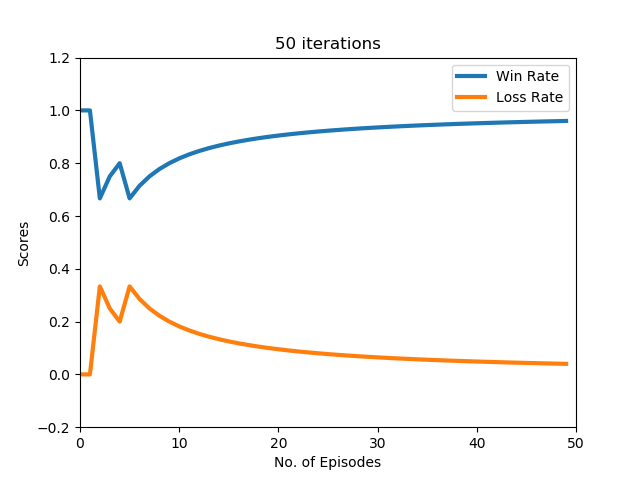 50 iterations
1.2
1.0
0.8
0.6
0.4
0.2
0.0
−0.2
Scores
Win Rate
Loss Rate
0 10 20 30 40 50
No. of Episodes